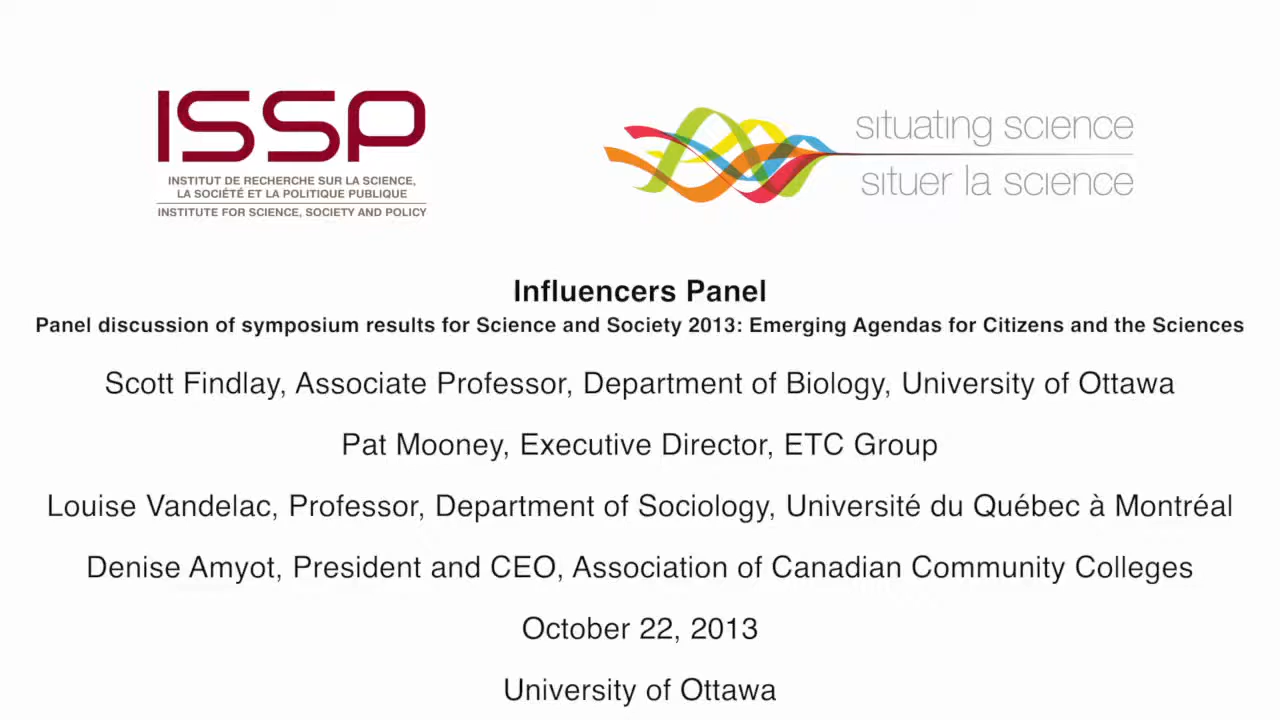 ISSP
INSTITUT DE RECHERCHE SUR LA SCIENCE,
LA SOCIÉTÉ ET LA POLITIQUE PUBLIQUE
INSTITUTE FOR SCIENCE, SOCIETY AND POLICY
situating science
situer la science
Influencers Panel
Panel discussion of symposium results for Science and Society 2013: Emerging Agendas for Citizens and the Sciences
Scott Findlay, Associate Professor, Department of Biology, University of Ottawa
Pat Mooney, Executive Director, ETC Group
Louise Vandelac, Professor, Department of Sociology, Université du Québec à Montréal
Denise Amyot, President and CEO, Association of Canadian Community Colleges
October 22, 2013
University of Ottawa